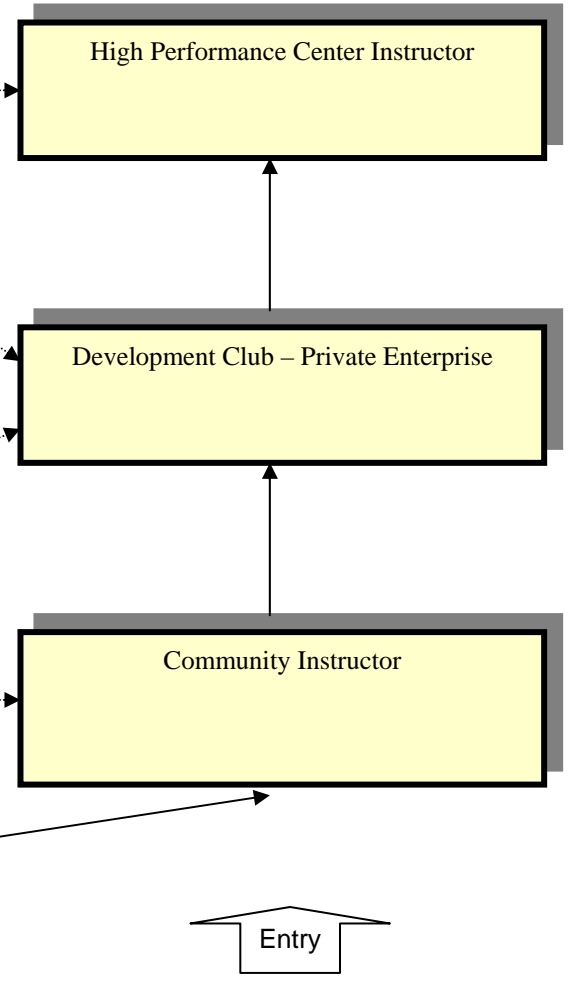 High Performance Center Instructor
Development Club – Private Enterprise
Community Instructor
Entry